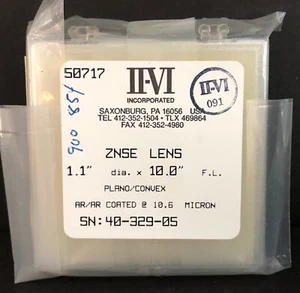 50717
II-VI
INCORPORATED
SAXONBURG, PA 16056 USA
TEL 412-352-1504 • TLX 469864
FAX 412-352-4980
II-VI
091
ZNSE LENS
1.1" dia. x 10.0" F.L.
PLANO/CONVEX
AR/AR COATED @ 10.6 MICRON
SN: 40-329-05
900